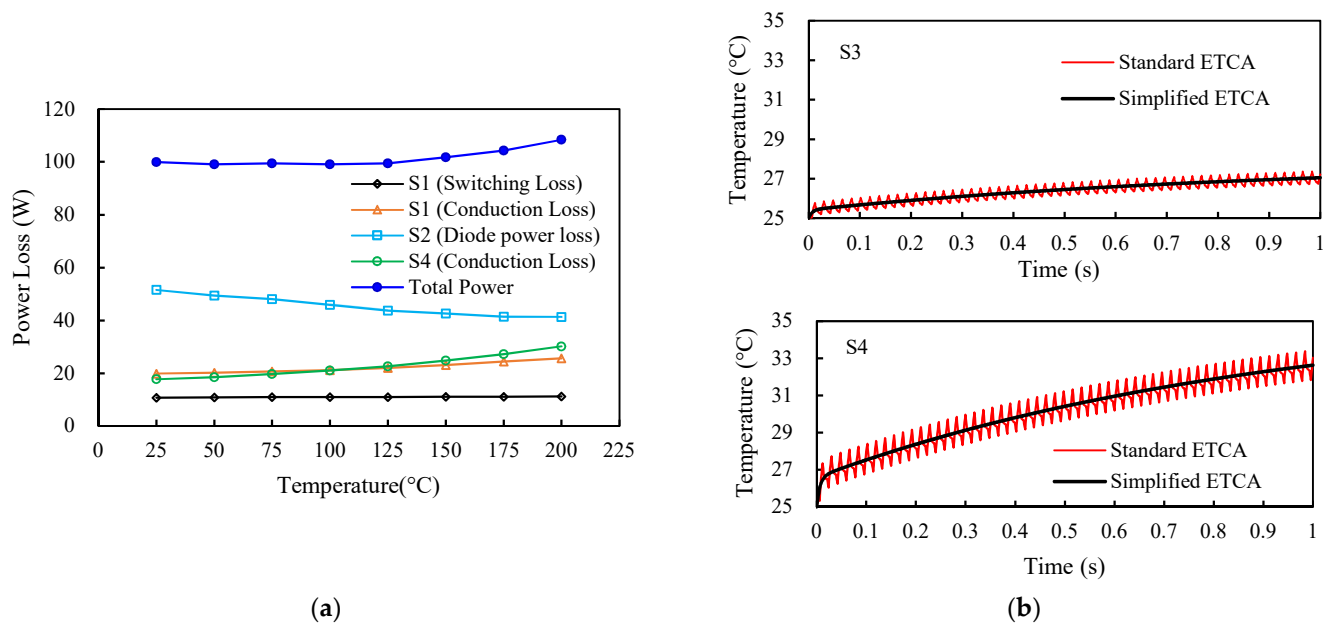 120
100
80
60
40
20
0
0
25
50
75
100
125
150
175
200
225
Power Loss (W)
Temperature(°C)
S1 (Switching Loss)
S1 (Conduction Loss)
S2 (Diode power loss)
S4 (Conduction Loss)
Total Power
(a)
35
33
31
29
27
25
Temperature (°C)
S3
Standard ETCA
Simplified ETCA
0
0.1
0.2
0.3
0.4
0.5
0.6
0.7
0.8
0.9
1
Time (s)
35
33
31
29
27
25
Temperature (°C)
S4
Standard ETCA
Simplified ETCA
0
0.1
0.2
0.3
0.4
0.5
0.6
0.7
0.8
0.9
1
Time (s)
(b)